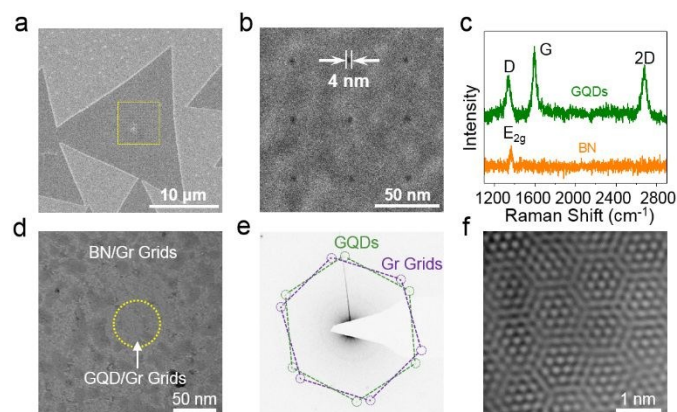 a
10 µm
b
4 nm
50 nm
c
D
G
2D
GQDs
E2g
BN
Intensity
1200 1600 2000 2400 2800
Raman Shift (cm-1)
d
BN/Gr Grids
GQD/Gr Grids
50 nm
e
GQDs
Gr Grids
f
1 nm